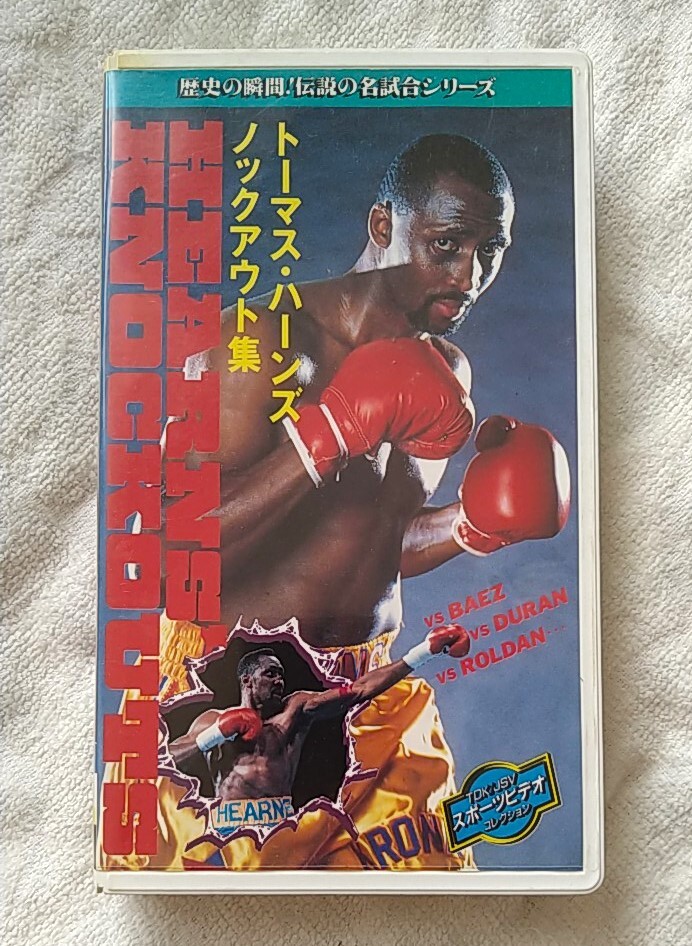 歴史の瞬間!伝説の名試合シリーズ
トーマス・ハーンズ
ノックアウト集
HEARNS'
KNOCKOUTS
VS BAEZ
VS DURAN
VS ROLDAN…
HEARNS
RON
TDK・JSV
スポーツビデオ
コレクション